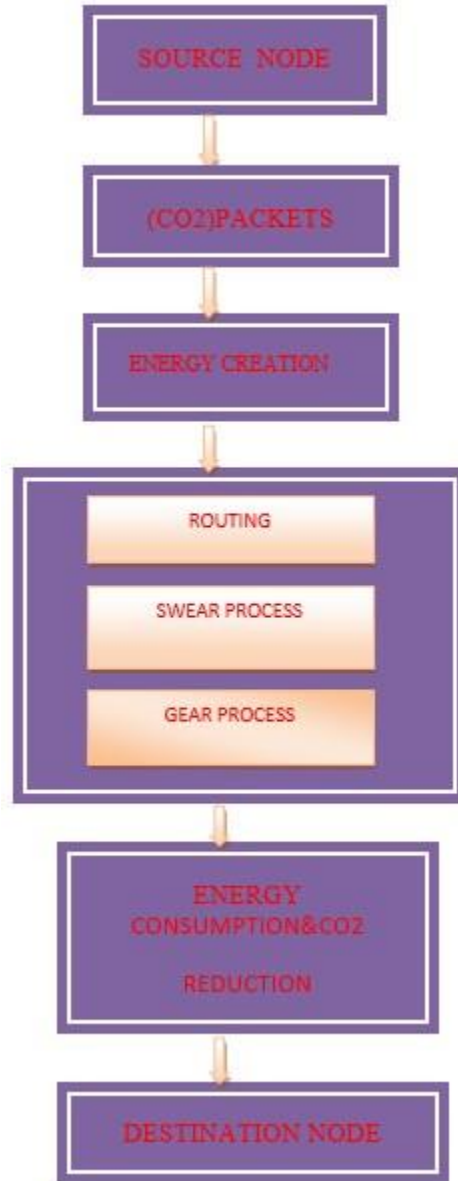 SOURCE NODE
(CO2)PACKETS
ENERGY CREATION
ROUTING
SWEAR PROCESS
GEAR PROCESS
ENERGY
CONSUMPTION&CO2
REDUCTION
DESTINATION NODE